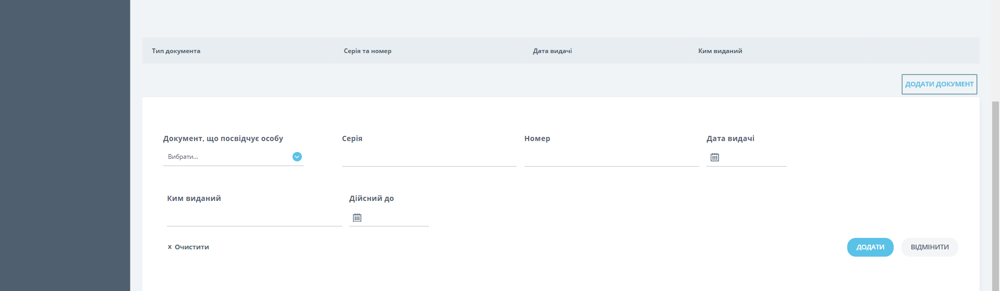 Тип документа Серія та номер Дата видачі Ким виданий
ДОДАТИ ДОКУМЕНТ
Документ, що посвідчує особу Серія Номер Дата видачі
Вибрати...
Ким виданий Дійсний до
x Очистити ДОДАТИ ВІДМІНИТИ